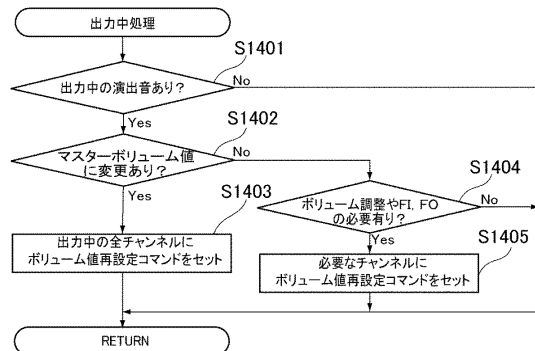 出力中処理
S1401
出力中の演出音あり？
No
Yes
S1402
マスターボリューム値
に変更あり？
No
Yes
S1404
ボリューム調整やFI、FO
の必要有り？
No
Yes
S1403
出力中の全チャンネルに
ボリューム値再設定コマンドをセット
S1405
必要なチャンネルに
ボリューム値再設定コマンドをセット
RETURN